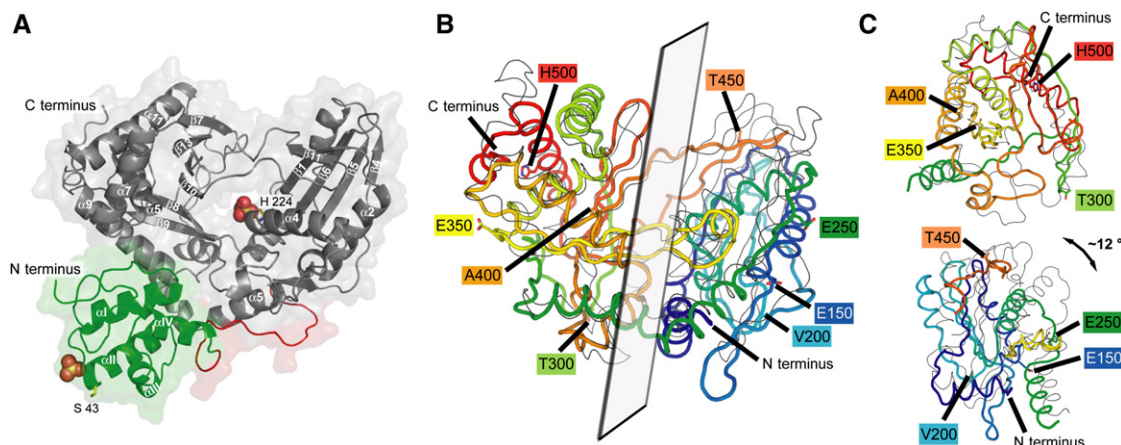 A
C terminus
α11
β7
β13
β10
α7
α9
α5
β8
β9
H 224
β11
β1
β6
β5
β4
α4
α2
N terminus
αI
αIV
αII
αIII
α5
S 43
B
H500
T450
C terminus
E350
E250
A400
E150
V200
T300
N terminus
C
C terminus
H500
A400
E350
T300
T450
~12 °
E250
E150
V200
N terminus